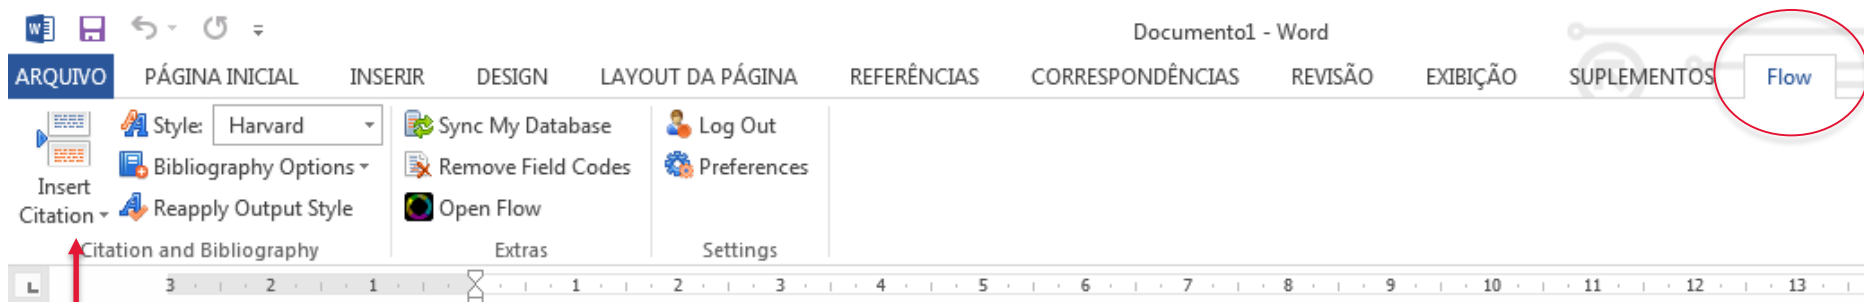 Documento1 - Word
ARQUIVO PÁGINA INICIAL INSERIR DESIGN LAYOUT DA PÁGINA REFERÊNCIAS CORRESPONDÊNCIAS REVISÃO EXIBIÇÃO SUPLEMENTOS Flow
Style: Harvard Sync My Database Log Out
Bibliography Options Remove Field Codes Preferences
Insert
Citation Reapply Output Style Open Flow
Citation and Bibliography Extras Settings
3 2 1 1 2 3 4 5 6 7 8 9 10 11 12 13